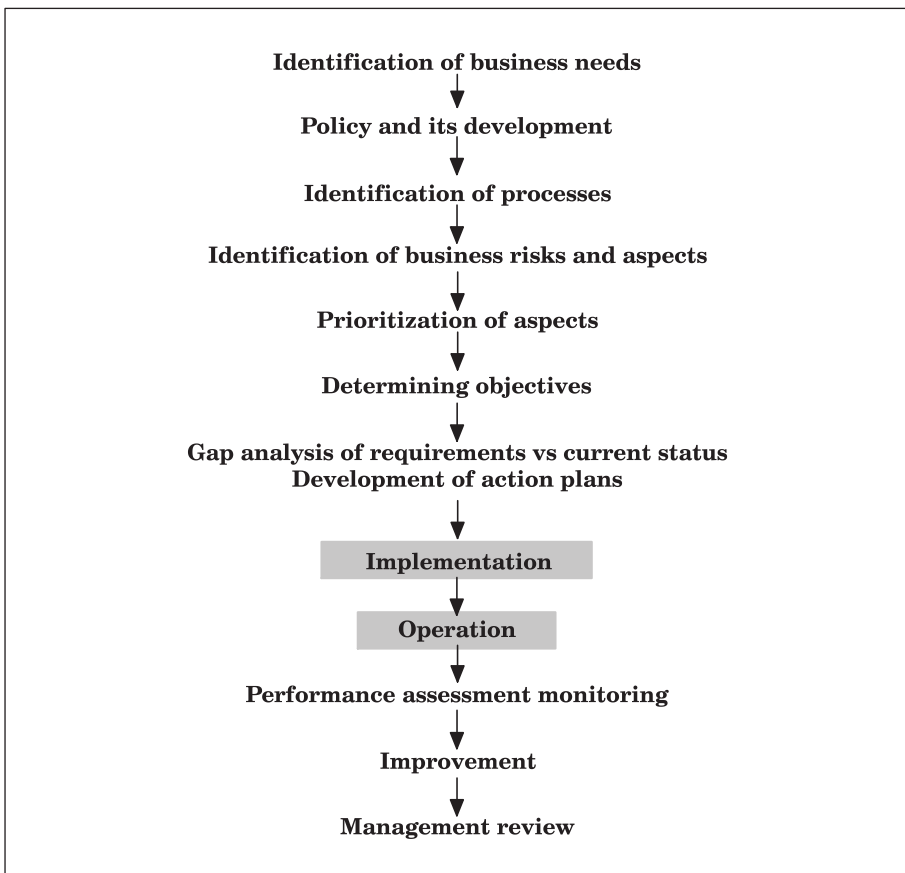 Identification of business needs
Policy and its development
Identification of processes
Identification of business risks and aspects
Prioritization of aspects
Determining objectives
Gap analysis of requirements vs current status
Development of action plans
Implementation
Operation
Performance assessment monitoring
Improvement
Management review